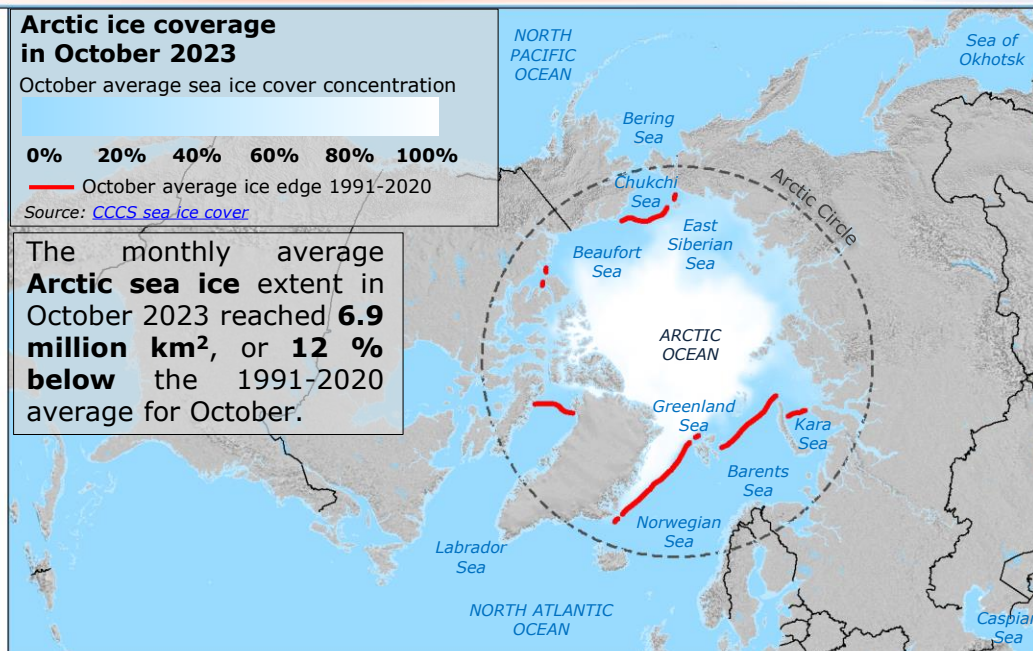 Arctic ice coverage
in October 2023
October average sea ice cover concentration
0% 20% 40% 60% 80% 100%
October average ice edge 1991-2020
Source: CCCS sea ice cover
The monthly average
Arctic sea ice extent in
October 2023 reached 6.9
million km², or 12 %
below the 1991-2020
average for October.
NORTH
PACIFIC
OCEAN
Sea of
Okhotsk
Bering
Sea
Chukchi
Sea
Arctic Circle
East
Siberian
Sea
Beaufort
Sea
ARCTIC
OCEAN
Greenland
Sea
Kara
Sea
Barents
Sea
Norwegian
Sea
Labrador
Sea
NORTH ATLANTIC
OCEAN
Caspian
Sea